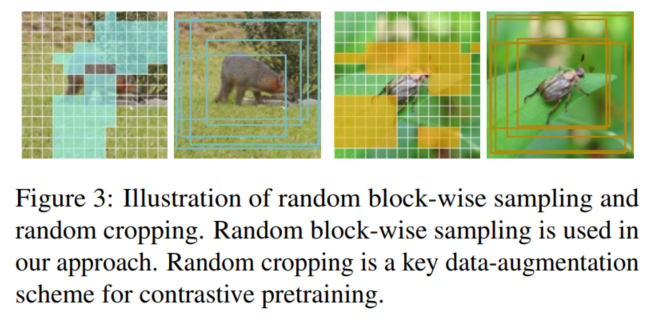 Figure 3: Illustration of random block-wise sampling and
random cropping. Random block-wise sampling is used in
our approach. Random cropping is a key data-augmentation
scheme for contrastive pretraining.